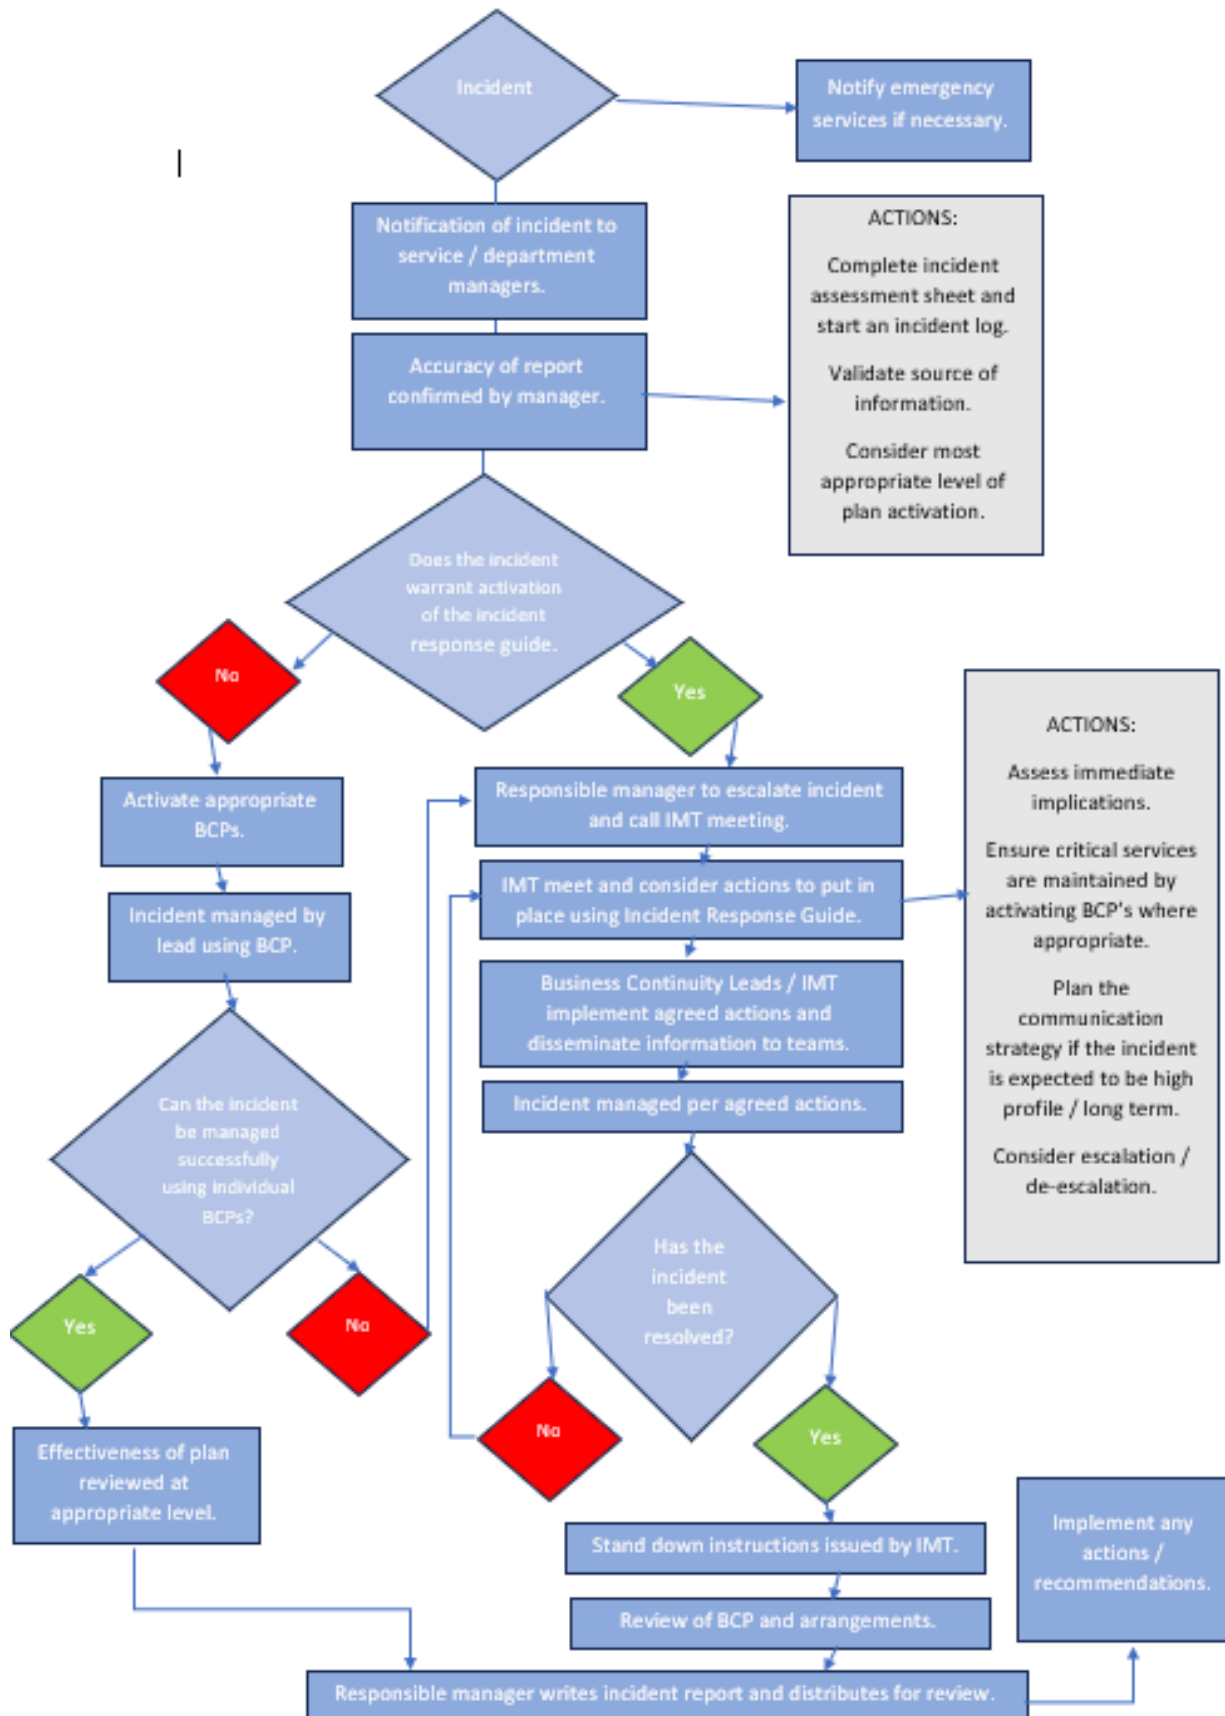 Incident
Notify emergency
services if necessary.
Notification of incident to
service / department
managers.
ACTIONS:
Complete incident
assessment sheet and
start an incident log.
Validate source of
information.
Consider most
appropriate level of
plan activation.
Accuracy of report
confirmed by manager.
Does the incident
warrant activation
of the incident
response guide.
No
Yes
Activate appropriate
BCPs.
Incident managed by
lead using BCP.
Can the incident
be managed
successfully
using individual
BCPs?
Yes
No
Effectiveness of plan
reviewed at
appropriate level.
Responsible manager to escalate incident
and call IMT meeting.
IMT meet and consider actions to put in
place using Incident Response Guide.
ACTIONS:
Assess immediate
implications.
Ensure critical services
are maintained by
activating BCP's where
appropriate.
Plan the
communication
strategy if the incident
is expected to be high
profile / long term.
Consider escalation /
de-escalation.
Business Continuity Leads / IMT
implement agreed actions and
disseminate information to teams.
Incident managed per agreed actions.
Has the
incident
been
resolved?
No
Yes
Stand down instructions issued by IMT.
Review of BCP and arrangements.
Responsible manager writes incident report and distributes for review.
Implement any
actions /
recommendations.